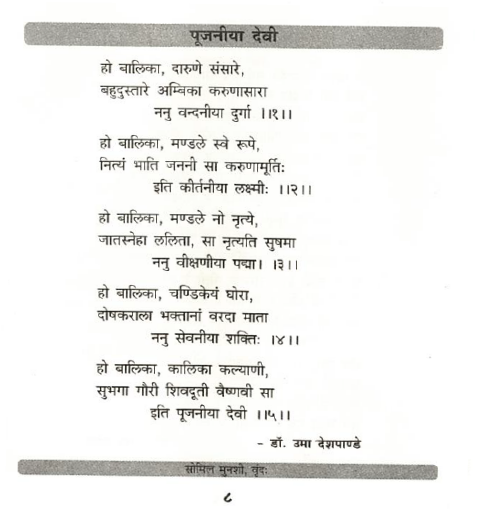 पूजनीया देवी
हो बालिका, दारुणे संसारे,
बहुदुस्तारे अम्बिका करुणासारा
ननु वन्दनीया दुर्गा ।।१।।
हो बालिका, मण्डले स्वे रूपे,
नित्यं भाति जननी सा करुणामूर्तिः
इति कीर्तनीया लक्ष्मीः ।।२।।
हो बालिका, मण्डले नो नृत्ये,
जातस्नेहा ललिता, सा नृत्यति सुषमा
ननु वीक्षणीया पद्मा। ।३।।
हो बालिका, चण्डिकेयं घोरा,
दोषकराला भक्तानां वरदा माता
ननु सेवनीया शक्तिः ।४।।
हो बालिका, कालिका कल्याणी,
सुभगा गौरी शिवदूती वैष्णवी सा
इति पूजनीया देवी ।।५।।
- डॉ. उमा देशपाण्डे
सोमिल मुनशी, वृंदः
८